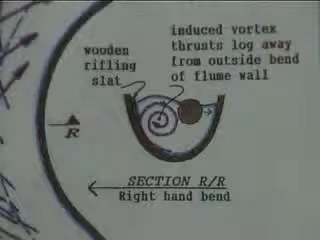 wooden
rifling
slat
induced vortex
thrusts log away
from outside bend
of flume wall
R
SECTION R/R
Right hand bend